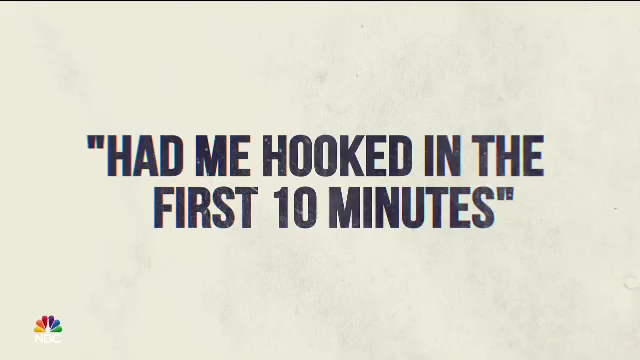 "HAD ME HOOKED IN THE
FIRST 10 MINUTES"
NBC